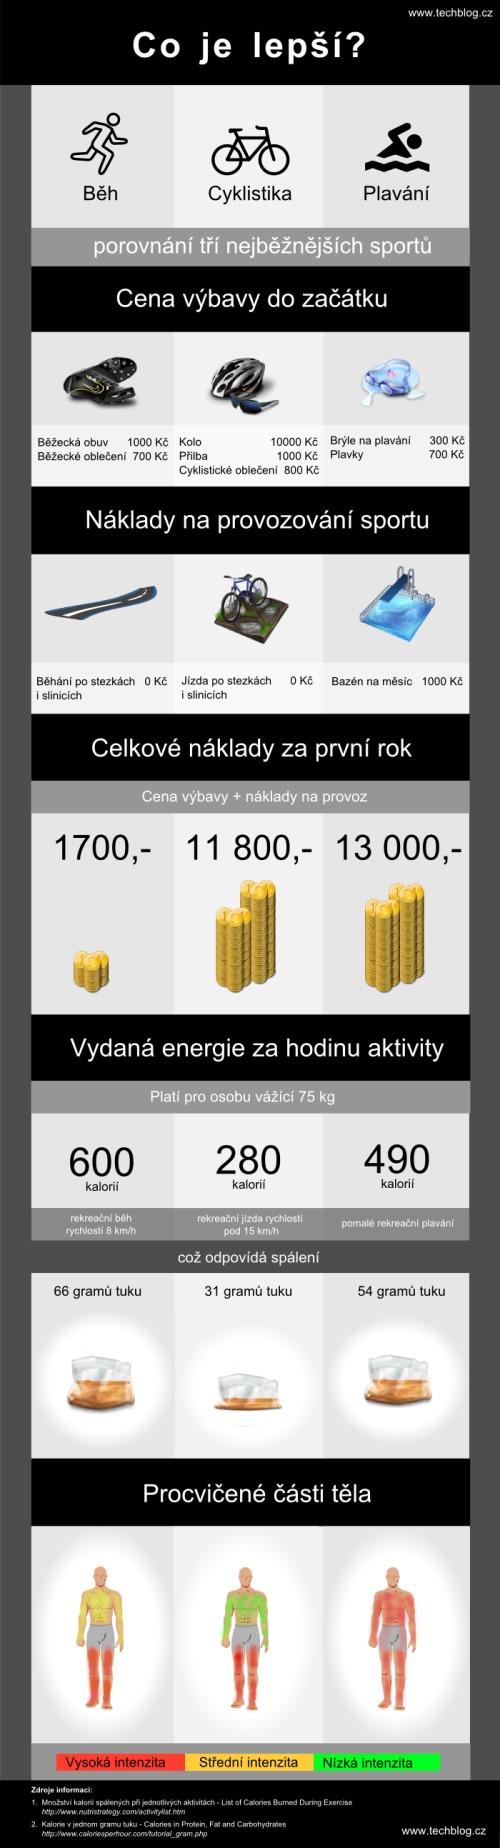 www.techblog.cz
Co je lepší?
Běh
Cyklistika
Plavání
porovnání tří nejběžnějších sportů
Cena výbavy do začátku
Běžecká obuv 1000 Kč
Běžecké oblečení 700 Kč
Kolo 10000 Kč
Přilba 1000 Kč
Cyklistické oblečení 800 Kč
Brýle na plavání 300 Kč
Plavky 700 Kč
Náklady na provozování sportu
Běhání po stezkách 0 Kč
i slinicích
Jízda po stezkách 0 Kč
i slinicích
Bazén na měsíc 1000 Kč
Celkové náklady za první rok
Cena výbavy + náklady na provoz
1700,-
11 800,-
13 000,-
Vydaná energie za hodinu aktivity
Platí pro osobu vážící 75 kg
600
kalorií
280
kalorií
490
kalorií
rekreační běh
rychlostí 8 km/h
rekreační jízda rychlostí
pod 15 km/h
pomalé rekreační plavání
což odpovídá spálení
66 gramů tuku
31 gramů tuku
54 gramů tuku
Procvičené části těla
Vysoká intenzita
Střední intenzita
Nízká intenzita
Zdroje informací:
1. Množství kalorií spálených při jednotlivých aktivitách - List of Calories Burned During Exercise
http://www.nutristrategy.com/activitylist.htm
2. Kalorie v jednom gramu tuku - Calories in Protein, Fat and Carbohydrates
http://www.caloriesperhour.com/tutorial_gram.php
www.techblog.cz